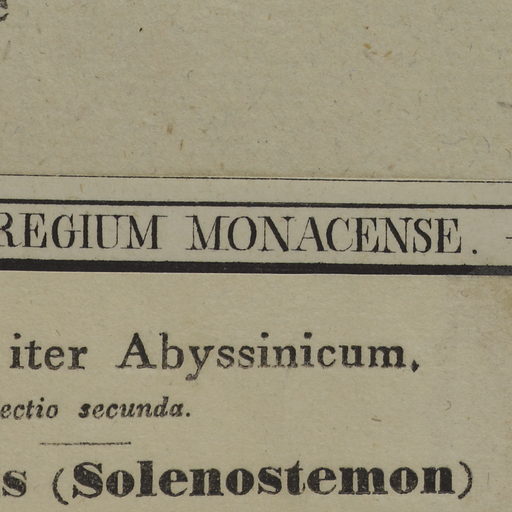 REGIUM MONACENSE.
iter Abyssinicum,
ectio secunda.
s (Solenostemon)